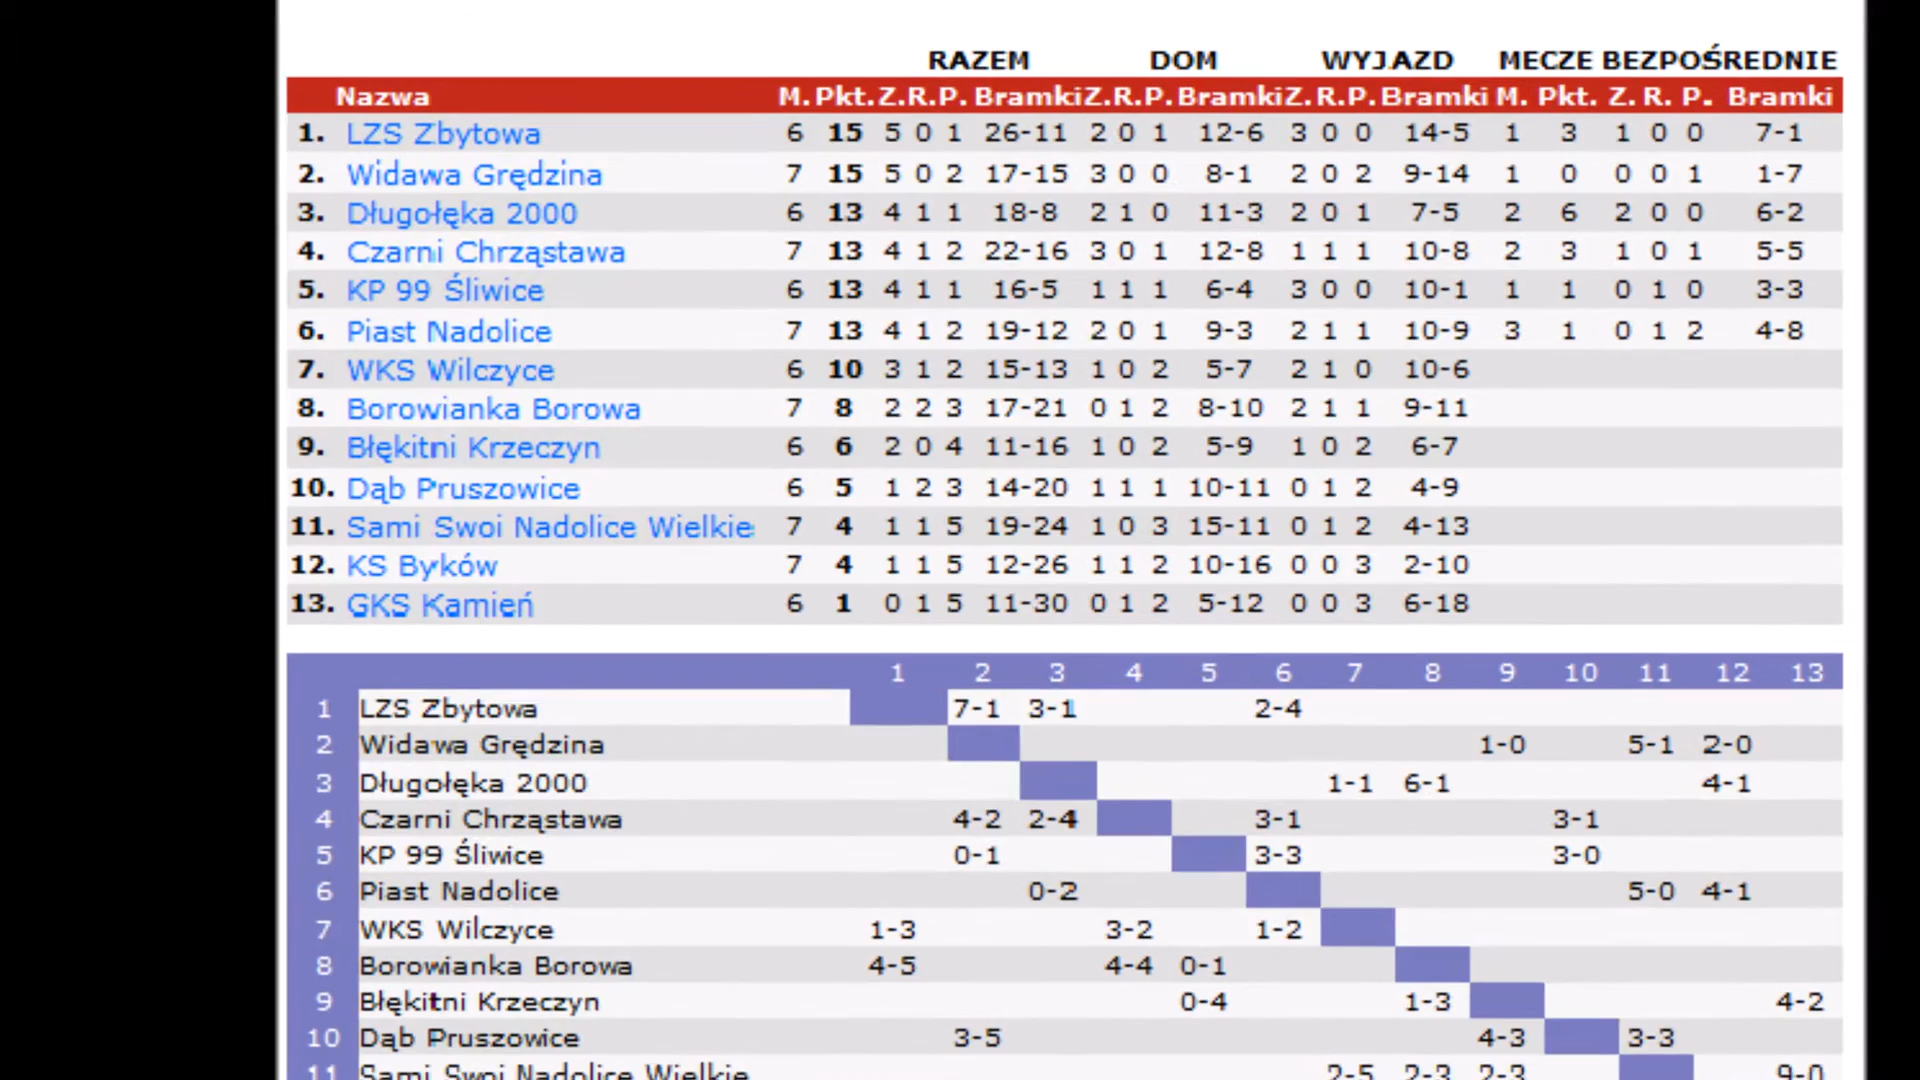 RAZEM DOM WYJAZD MECZE BEZPOŚREDNIE
Nazwa M. Pkt. Z. R. P. Bramki Z. R. P. Bramki Z. R. P. Bramki M. Pkt. Z. R. P. Bramki
1. LZS Zbytowa 6 15 5 0 1 26-11 2 0 1 12-6 3 0 0 14-5 1 3 1 0 0 7-1
2. Widawa Grędzina 7 15 5 0 2 17-15 3 0 0 8-1 2 0 2 9-14 1 0 0 0 1 1-7
3. Długołęka 2000 6 13 4 1 1 18-8 2 1 0 11-3 2 0 1 7-5 2 6 2 0 0 6-2
4. Czarni Chrząstawa 7 13 4 1 2 22-16 3 0 1 12-8 1 1 1 10-8 2 3 1 0 1 5-5
5. KP 99 Śliwice 6 13 4 1 1 16-5 1 1 1 6-4 3 0 0 10-1 1 1 0 1 0 3-3
6. Piast Nadolice 7 13 4 1 2 19-12 2 0 1 9-3 2 1 1 10-9 3 1 0 1 2 4-8
7. WKS Wilczyce 6 10 3 1 2 15-13 1 0 2 5-7 2 1 0 10-6
8. Borowianka Borowa 7 8 2 2 3 17-21 0 1 2 8-10 2 1 1 9-11
9. Błękitni Krzeczyn 6 6 2 0 4 11-16 1 0 2 5-9 1 0 2 6-7
10. Dąb Pruszowice 6 5 1 2 3 14-20 1 1 1 10-11 0 1 2 4-9
11. Sami Swoi Nadolice Wielkie 7 4 1 1 5 19-24 1 0 3 15-11 0 1 2 4-13
12. KS Byków 7 4 1 1 5 12-26 1 1 2 10-16 0 0 3 2-10
13. GKS Kamień 6 1 0 1 5 11-30 0 1 2 5-12 0 0 3 6-18
1 2 3 4 5 6 7 8 9 10 11 12 13
1 LZS Zbytowa 7-1 3-1 2-4
2 Widawa Grędzina 1-0 5-1 2-0
3 Długołęka 2000 1-1 6-1 4-1
4 Czarni Chrząstawa 4-2 2-4 3-1 3-1
5 KP 99 Śliwice 0-1 3-3 3-0
6 Piast Nadolice 0-2 5-0 4-1
7 WKS Wilczyce 1-3 3-2 1-2
8 Borowianka Borowa 4-5 4-4 0-1
9 Błękitni Krzeczyn 0-4 1-3 4-2
10 Dąb Pruszowice 3-5 4-3 3-3
11 Sami Swoi Nadolice Wielkie 2-5 2-3 2-3 9-0